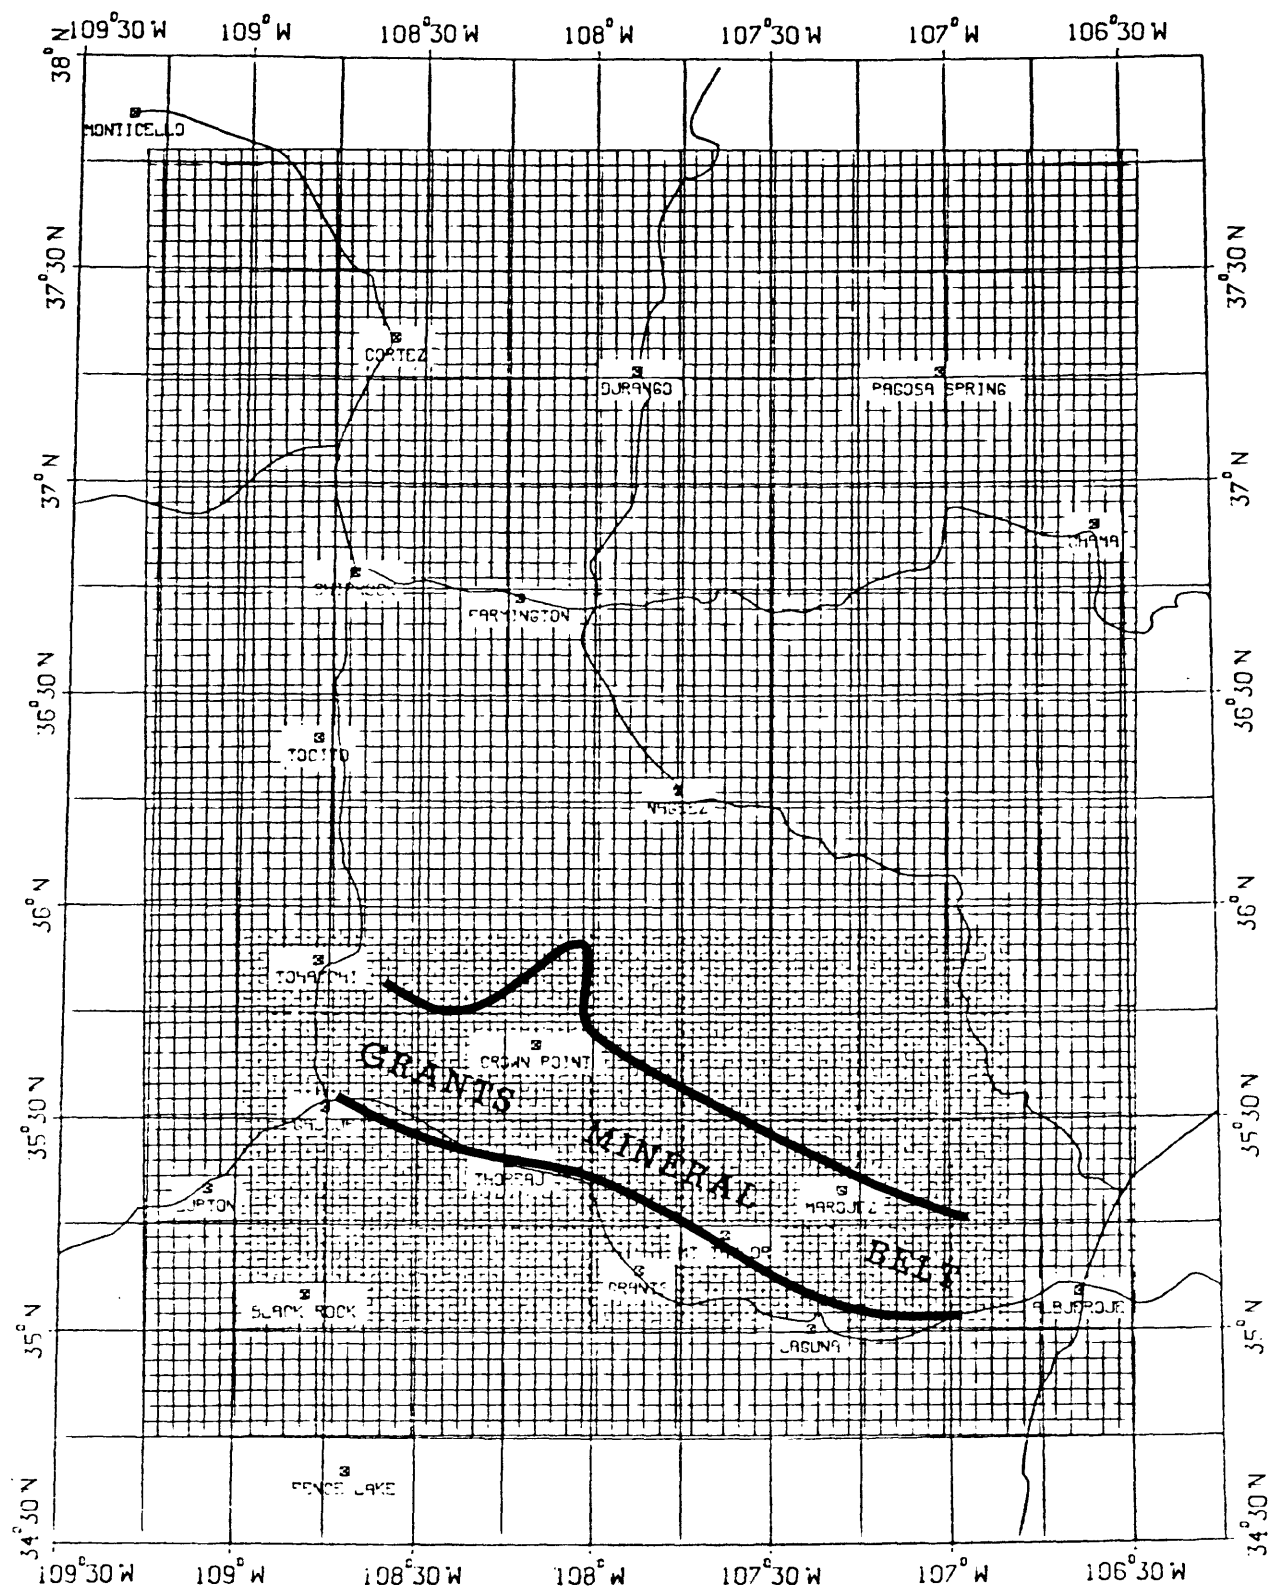 109°30'W 109°W 108°30'W 108°W 107°30'W 107°W 106°30'W
38°N
MONTICELLO
37°30'N 37°30'N
CORTEZ
DURANGO
PAGOSA SPRING
37°N 37°N
CHAMA
FARMINGTON
36°30'N 36°30'N
TOCITO
36°N 36°N
CROWN POINT
GRANTS MINERAL BELT
35°30'N 35°30'N
THOREAU
LUPTON
MARQUEZ
GRANTS
BLACK ROCK
LAGUNA
35°N 35°N
FENCE LAKE
34°30'N 34°30'N
109°30'W 109°W 108°30'W 108°W 107°30'W 107°W 106°30'W